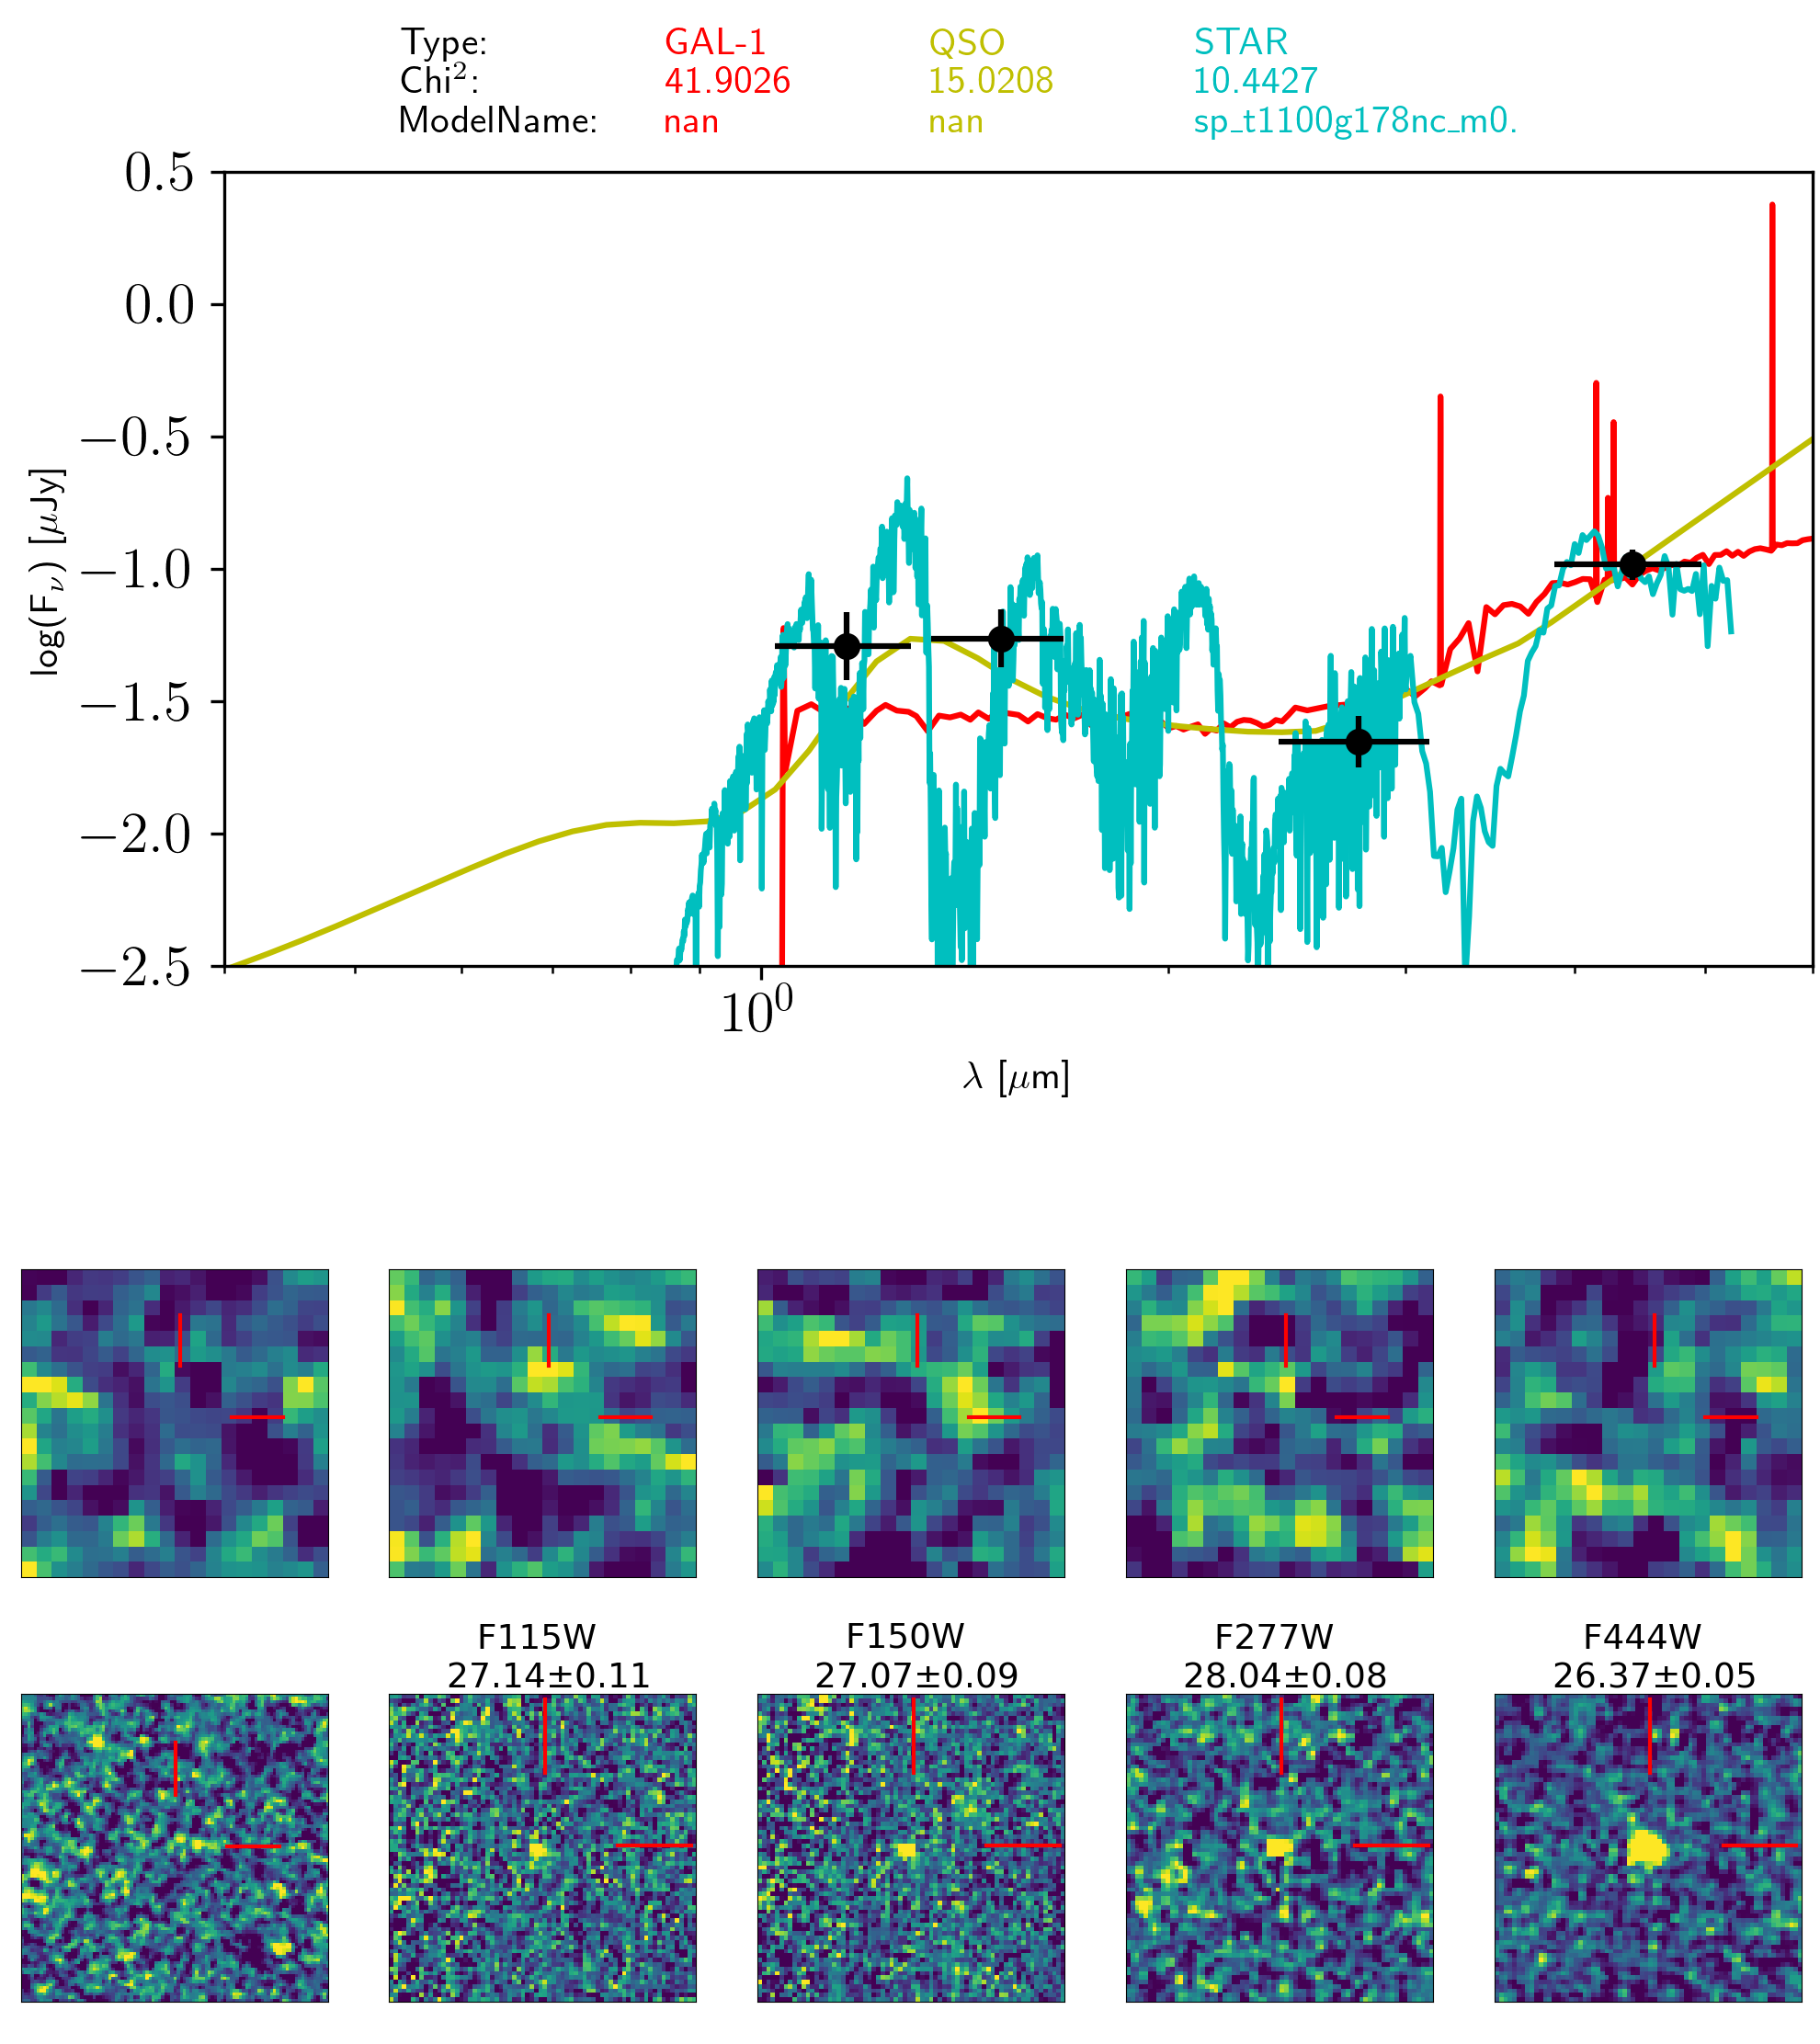 Type: GAL-1 QSO STAR
Chi²: 41.9026 15.0208 10.4427
ModelName: nan nan sp_t1100g178nc_m0.
0.5
0.0
−0.5
−1.0
−1.5
−2.0
−2.5
log(Fν) [μJy]
10⁰
λ [μm]
F115W F150W F277W F444W
27.14±0.11 27.07±0.09 28.04±0.08 26.37±0.05